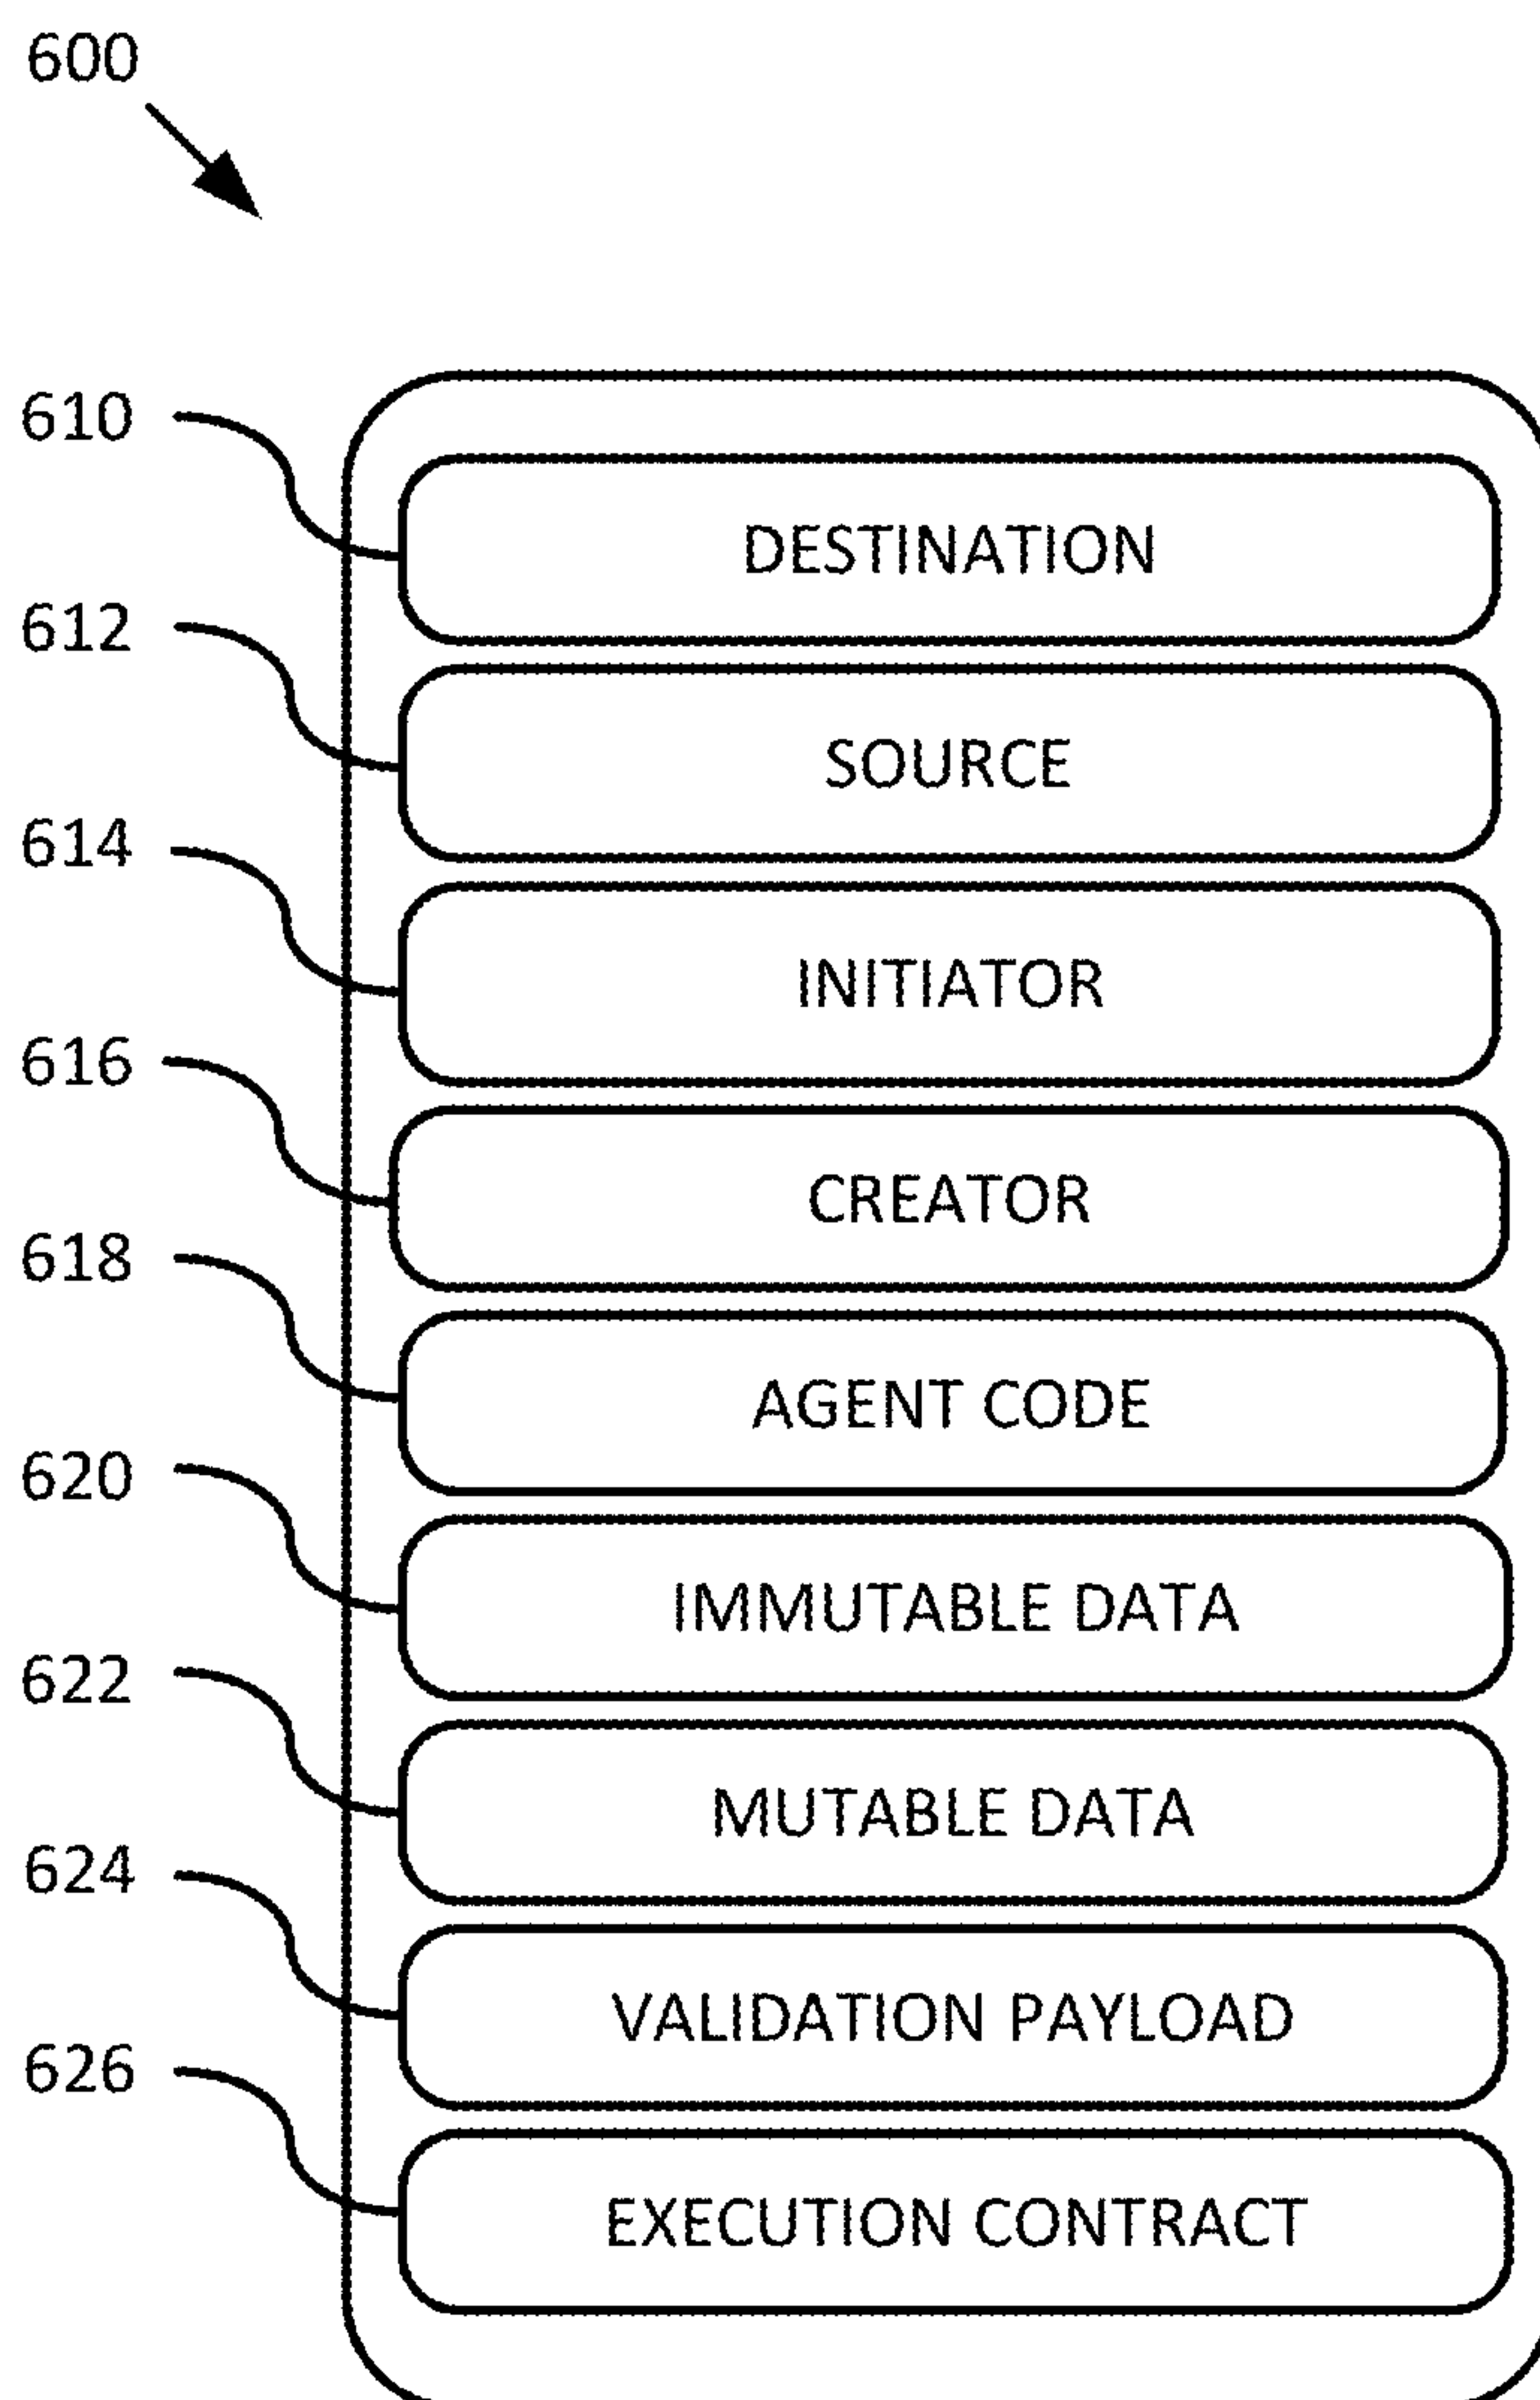 600
610
DESTINATION
612
SOURCE
614
INITIATOR
616
CREATOR
618
AGENT CODE
620
IMMUTABLE DATA
622
MUTABLE DATA
624
VALIDATION PAYLOAD
626
EXECUTION CONTRACT